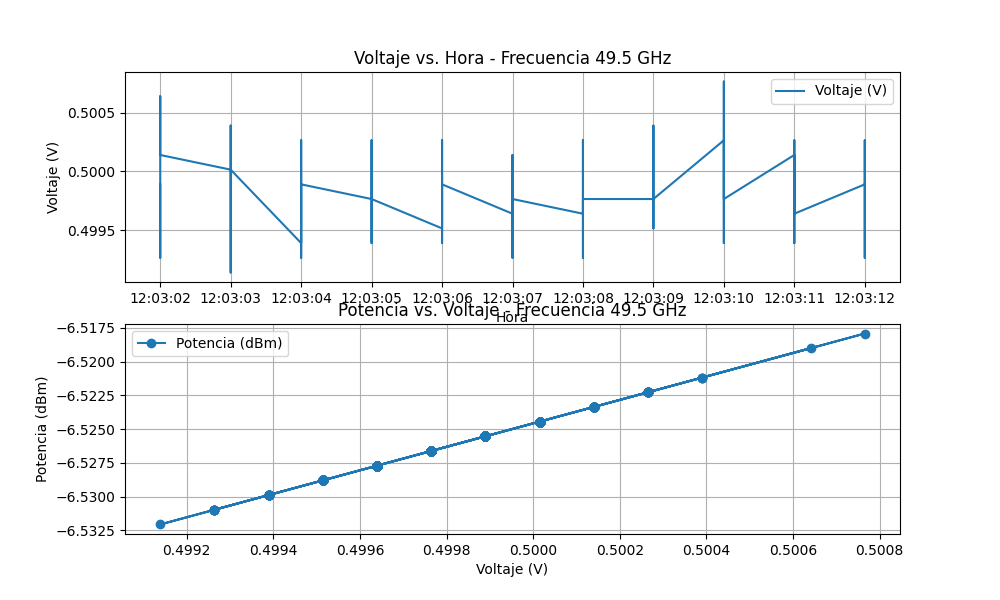 Voltaje vs. Hora - Frecuencia 49.5 GHz
Voltaje (V)
0.5005
0.5000
0.4995
Voltaje (V)
12:03:02 12:03:03 12:03:04 12:03:05 12:03:06 12:03:07 12:03:08 12:03:09 12:03:10 12:03:11 12:03:12
Hora
Potencia vs. Voltaje - Frecuencia 49.5 GHz
Potencia (dBm)
−6.5175
−6.5200
−6.5225
−6.5250
−6.5275
−6.5300
−6.5325
Potencia (dBm)
0.4992 0.4994 0.4996 0.4998 0.5000 0.5002 0.5004 0.5006 0.5008
Voltaje (V)